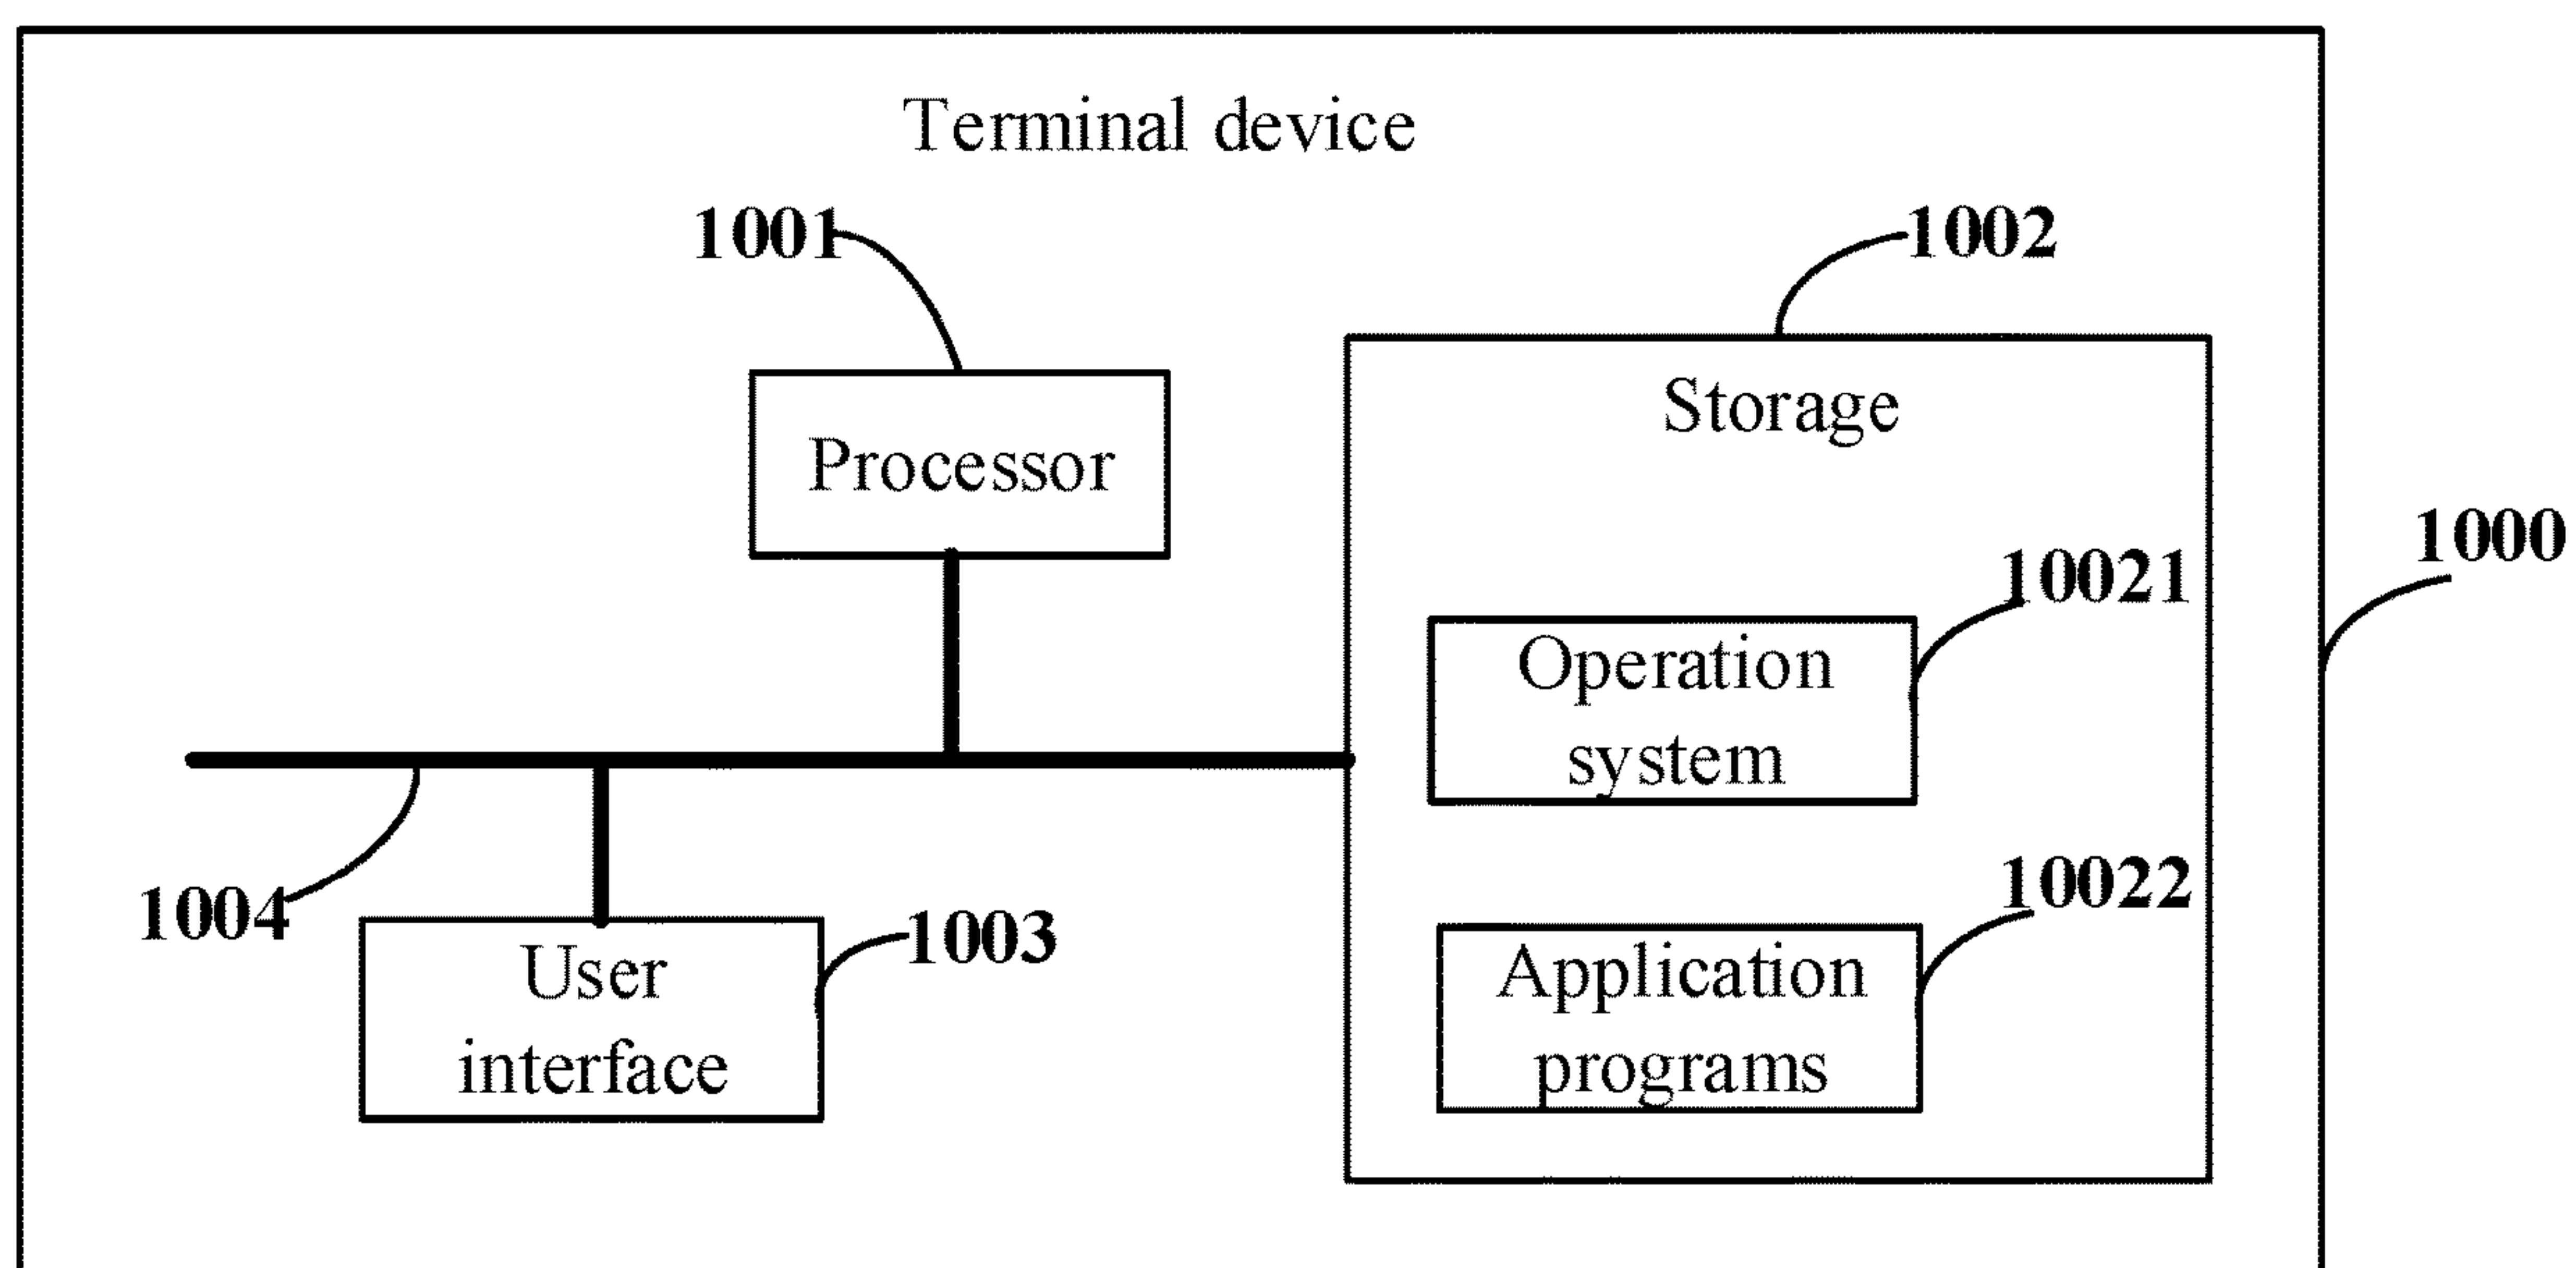 Terminal device
1001
1002
Processor
Storage
1000
10021
Operation
system
10022
1004
1003
User
interface
Application
programs